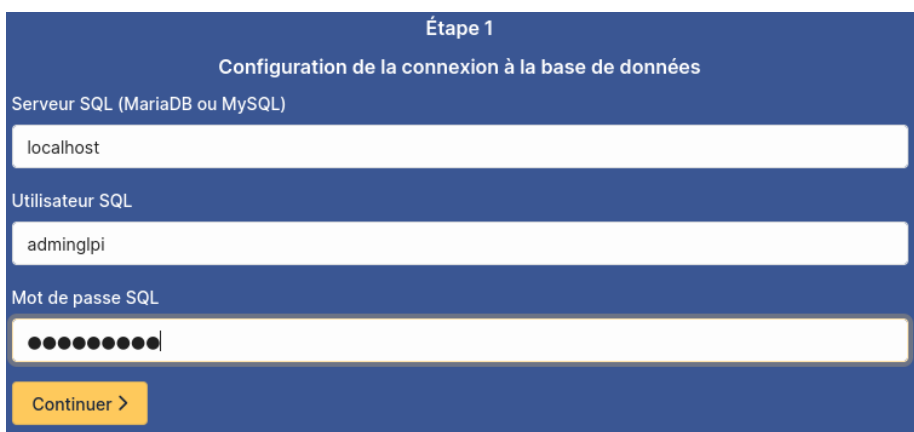 Étape 1
Configuration de la connexion à la base de données
Serveur SQL (MariaDB ou MySQL)
localhost
Utilisateur SQL
adminglpi
Mot de passe SQL
●●●●●●●●●
Continuer